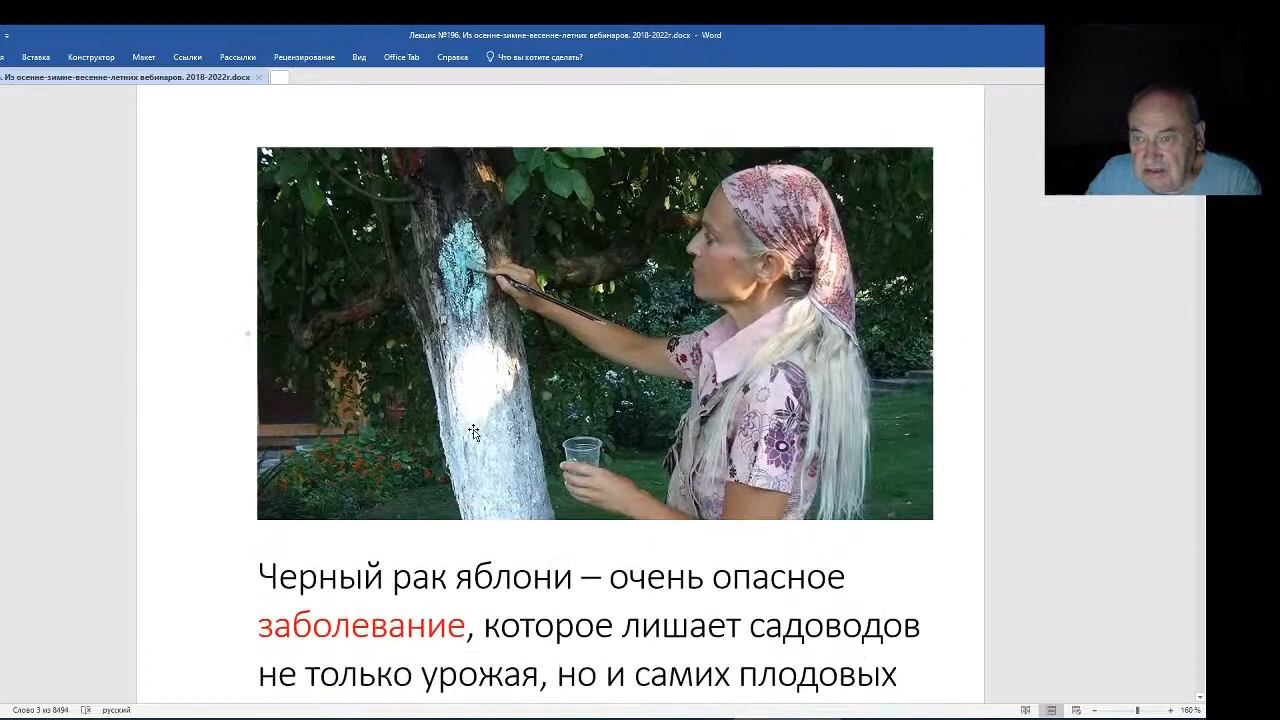 Лекция №196. Из осенне-зимне-весенне-летних вебинаров. 2018-2022г.docx - Word
Вставка Конструктор Макет Ссылки Рассылки Рецензирование Вид Office Tab Справка Что вы хотите сделать?
. Из осенне-зимне-весенне-летних вебинаров. 2018-2022г.docx
Черный рак яблони – очень опасное
заболевание, которое лишает садоводов
не только урожая, но и самих плодовых
Слово 3 из 8494 русский 160 %